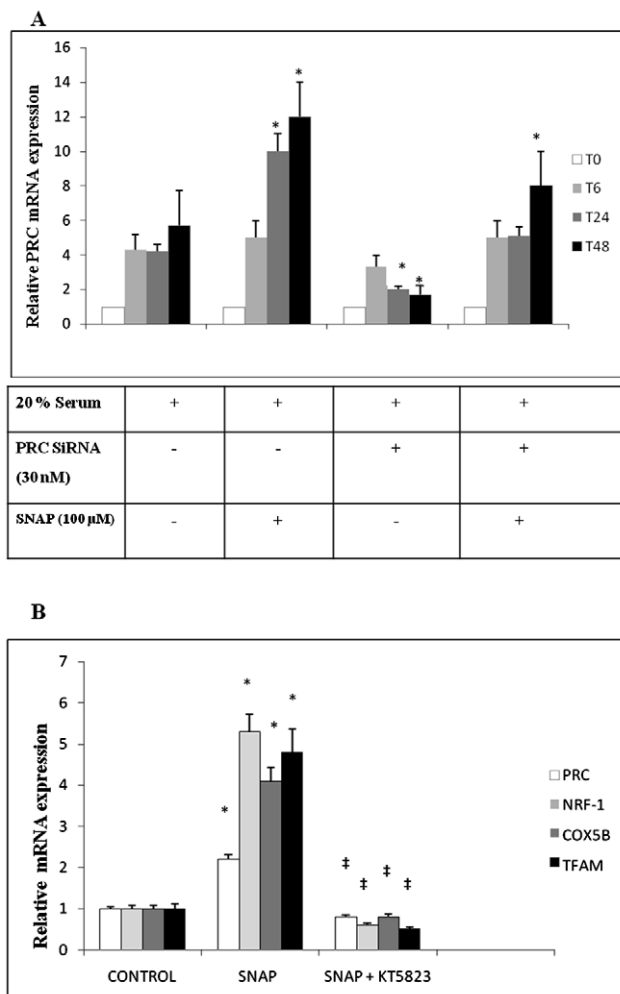 A
Relative PRC mRNA expression
16
14
12
10
8
6
4
2
0
* *
* *
*
T0
T6
T24
T48
20% Serum + + + +
PRC SiRNA - - + +
(30 nM)
SNAP (100 µM) - + - +
B
Relative mRNA expression
7
6
5
4
3
2
1
0
* * * *
‡ ‡ ‡ ‡
PRC
NRF-1
COX5B
TFAM
CONTROL SNAP SNAP + KT5823